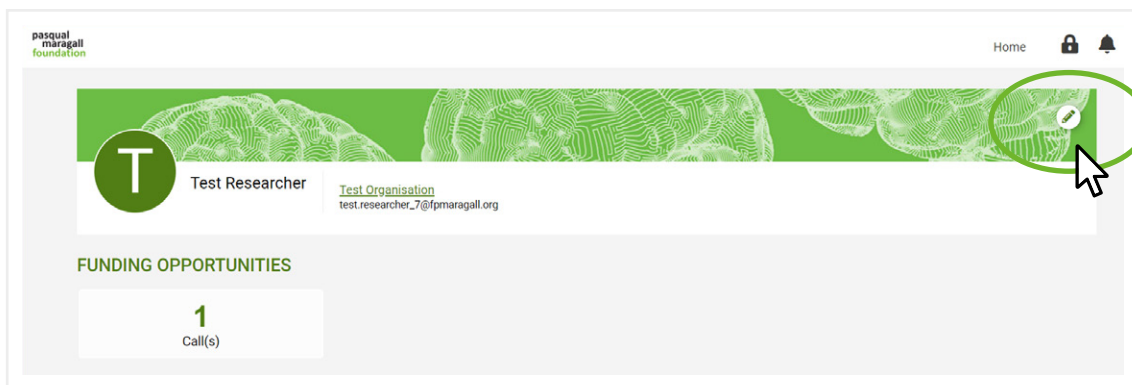 pasqual
maragall
foundation
Home
T
Test Researcher
Test Organisation
test.researcher_7@fpmaragall.org
FUNDING OPPORTUNITIES
1
Call(s)